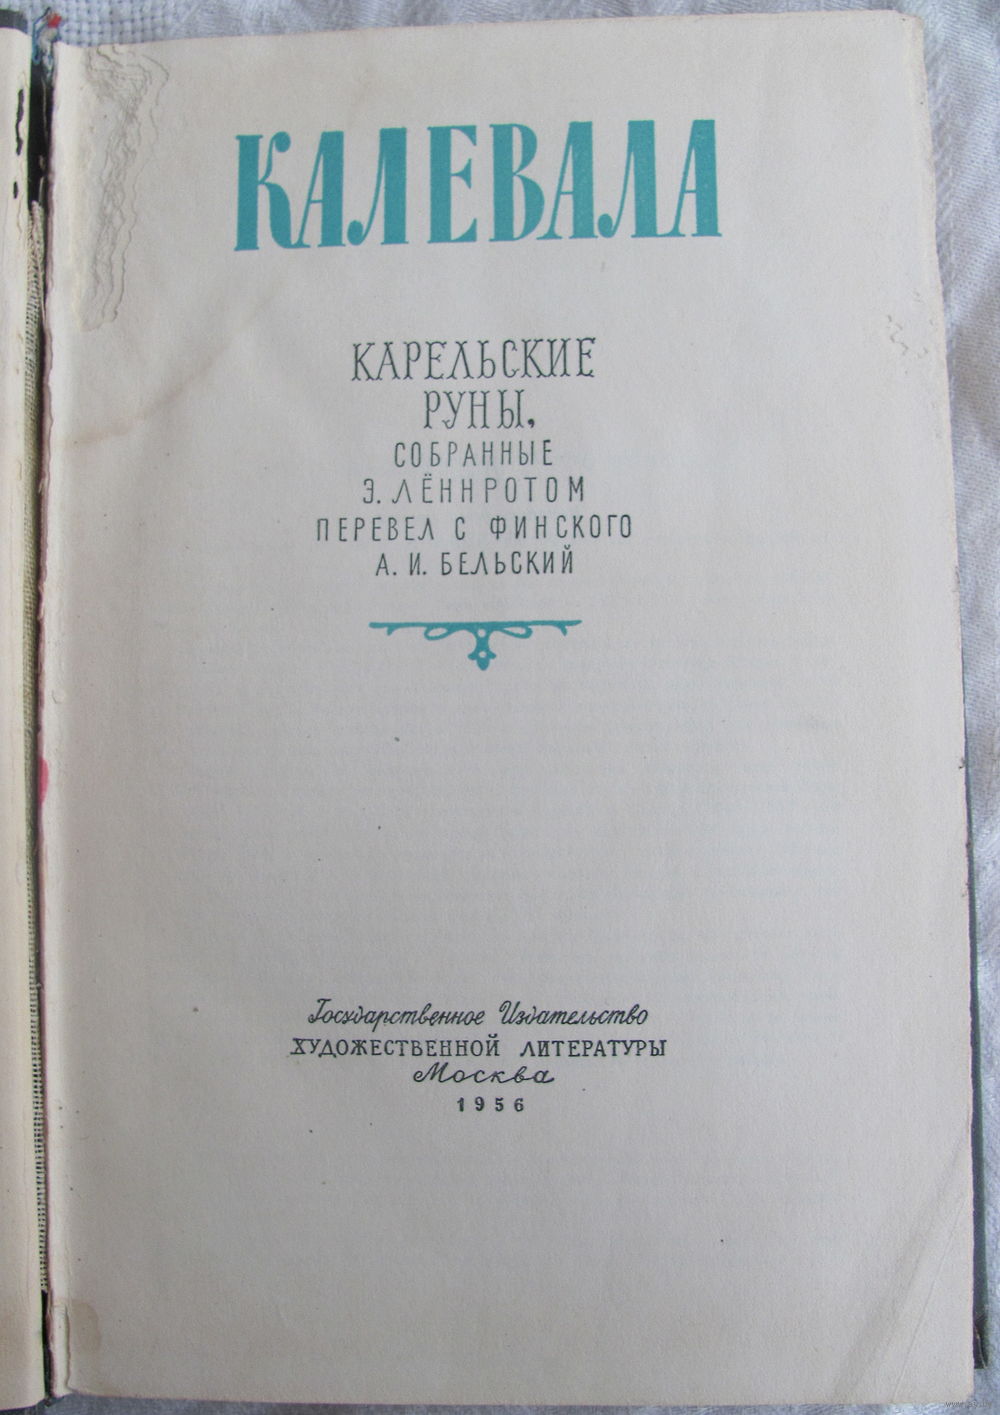 КАЛЕВАЛА
КАРЕЛЬСКИЕ
РУНЫ,
СОБРАННЫЕ
Э. ЛЁННРОТОМ
ПЕРЕВЕЛ С ФИНСКОГО
А. И. БЕЛЬСКИЙ
Государственное Издательство
ХУДОЖЕСТВЕННОЙ ЛИТЕРАТУРЫ
Москва
1956